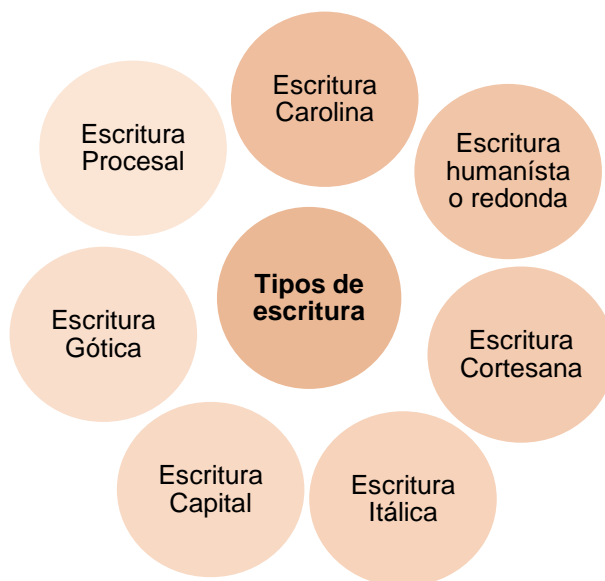 Escritura
Carolina
Escritura
humanísta
o redonda
Escritura
Cortesana
Escritura
Itálica
Escritura
Capital
Escritura
Gótica
Escritura
Procesal
Tipos de
escritura